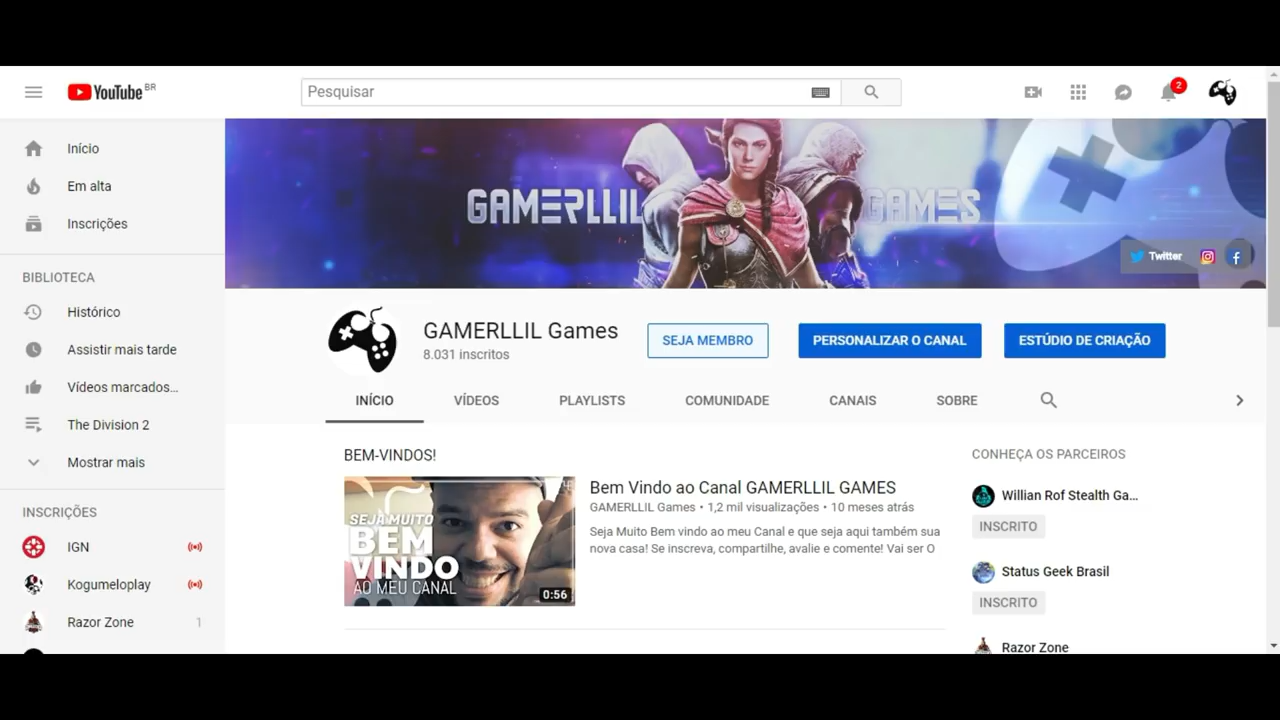 YouTube BR
Pesquisar
2
Início
Em alta
Inscrições
BIBLIOTECA
Histórico
Assistir mais tarde
Vídeos marcados...
The Division 2
Mostrar mais
INSCRIÇÕES
IGN
Kogumeloplay
Razor Zone 1
GAMERLLIL GAMES
Twitter
GAMERLLIL Games
8.031 inscritos
SEJA MEMBRO
PERSONALIZAR O CANAL
ESTÚDIO DE CRIAÇÃO
INÍCIO
VÍDEOS
PLAYLISTS
COMUNIDADE
CANAIS
SOBRE
BEM-VINDOS!
SEJA MUITO
BEM
VINDO
AO MEU CANAL
0:56
Bem Vindo ao Canal GAMERLLIL GAMES
GAMERLLIL Games • 1,2 mil visualizações • 10 meses atrás
Seja Muito Bem vindo ao meu Canal e que seja aqui também sua
nova casa! Se inscreva, compartilhe, avalie e comente! Vai ser O
CONHEÇA OS PARCEIROS
Willian Rof Stealth Ga...
INSCRITO
Status Geek Brasil
INSCRITO
Razor Zone